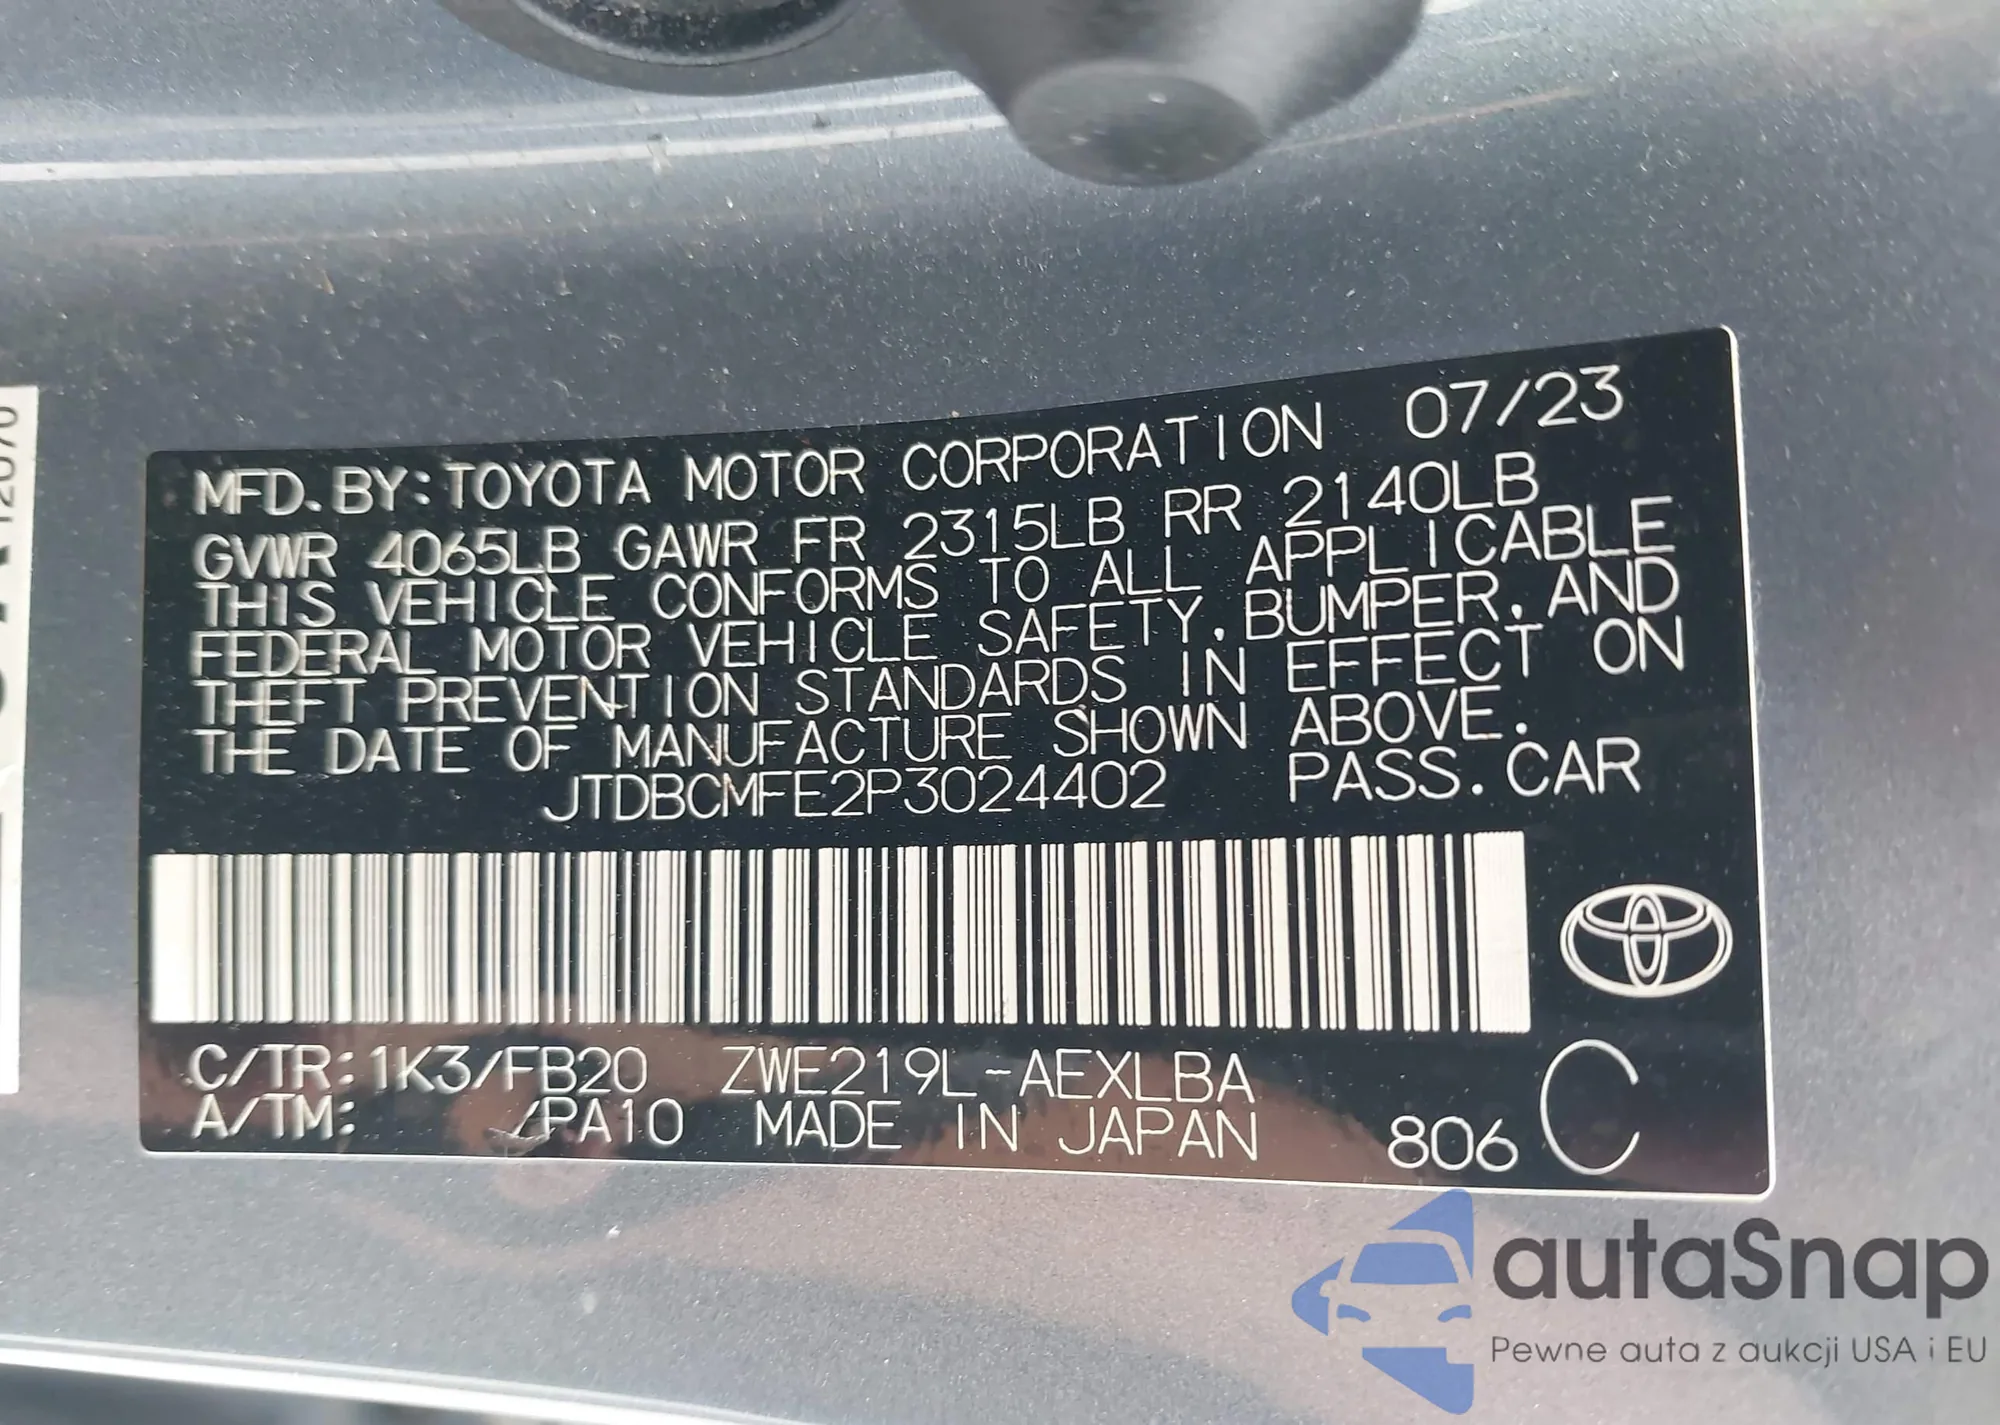 MFD.BY:TOYOTA MOTOR CORPORATION 07/23
GVWR 4065LB GAWR FR 2315LB RR 2140LB
THIS VEHICLE CONFORMS TO ALL APPLICABLE
FEDERAL MOTOR VEHICLE SAFETY, BUMPER, AND
THEFT PREVENTION STANDARDS IN EFFECT ON
THE DATE OF MANUFACTURE SHOWN ABOVE.
JTDBCMFE2P3024402 PASS.CAR
C/TR:1K3/FB20 ZWE219L-AEXLBA
A/TM: /PA10 MADE IN JAPAN 806 C
autaSnap
Pewne auta z aukcji USA i EU